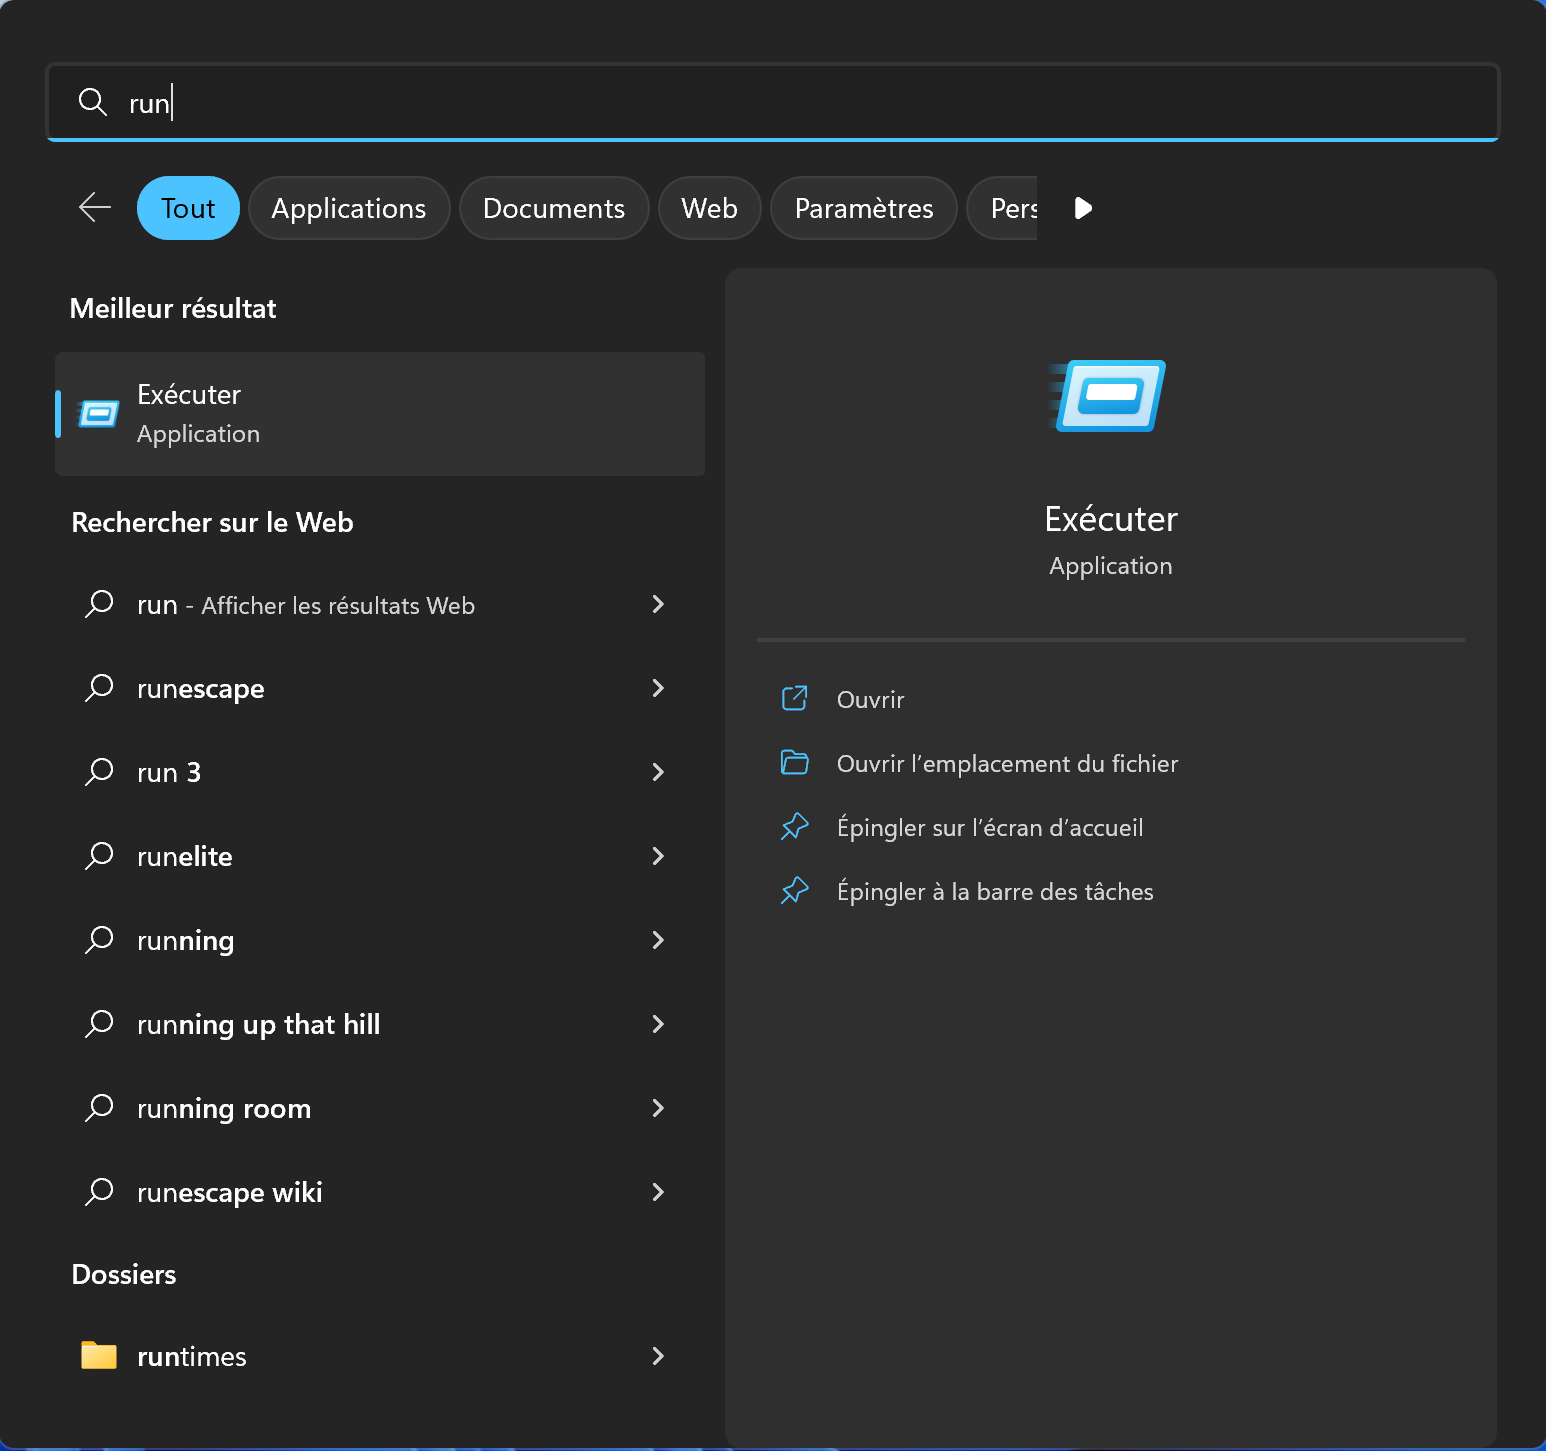 run
Tout
Applications
Documents
Web
Paramètres
Pers
Meilleur résultat
Exécuter
Application
Rechercher sur le Web
run - Afficher les résultats Web
runescape
run 3
runelite
running
running up that hill
running room
runescape wiki
Dossiers
runtimes
Exécuter
Application
Ouvrir
Ouvrir l’emplacement du fichier
Épingler sur l’écran d’accueil
Épingler à la barre des tâches